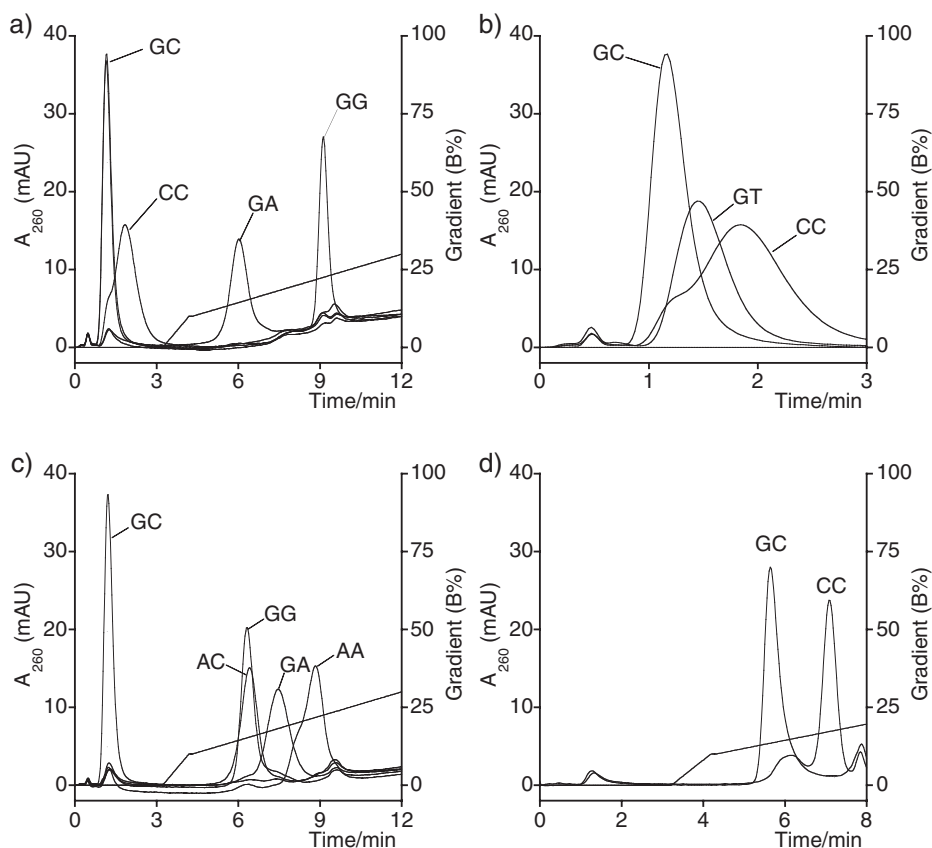 a)
40
30
20
10
0
A260 (mAU)
GC
CC
GA
GG
100
75
50
25
0
Gradient (B%)
0 3 6 9 12
Time/min
b)
40
30
20
10
0
A260 (mAU)
GC
GT
CC
100
75
50
25
0
Gradient (B%)
0 1 2 3
Time/min
c)
40
30
20
10
0
A260 (mAU)
GC
GG
AC
GA
AA
100
75
50
25
0
Gradient (B%)
0 3 6 9 12
Time/min
d)
40
30
20
10
0
A260 (mAU)
GC
CC
100
75
50
25
0
Gradient (B%)
0 2 4 6 8
Time/min